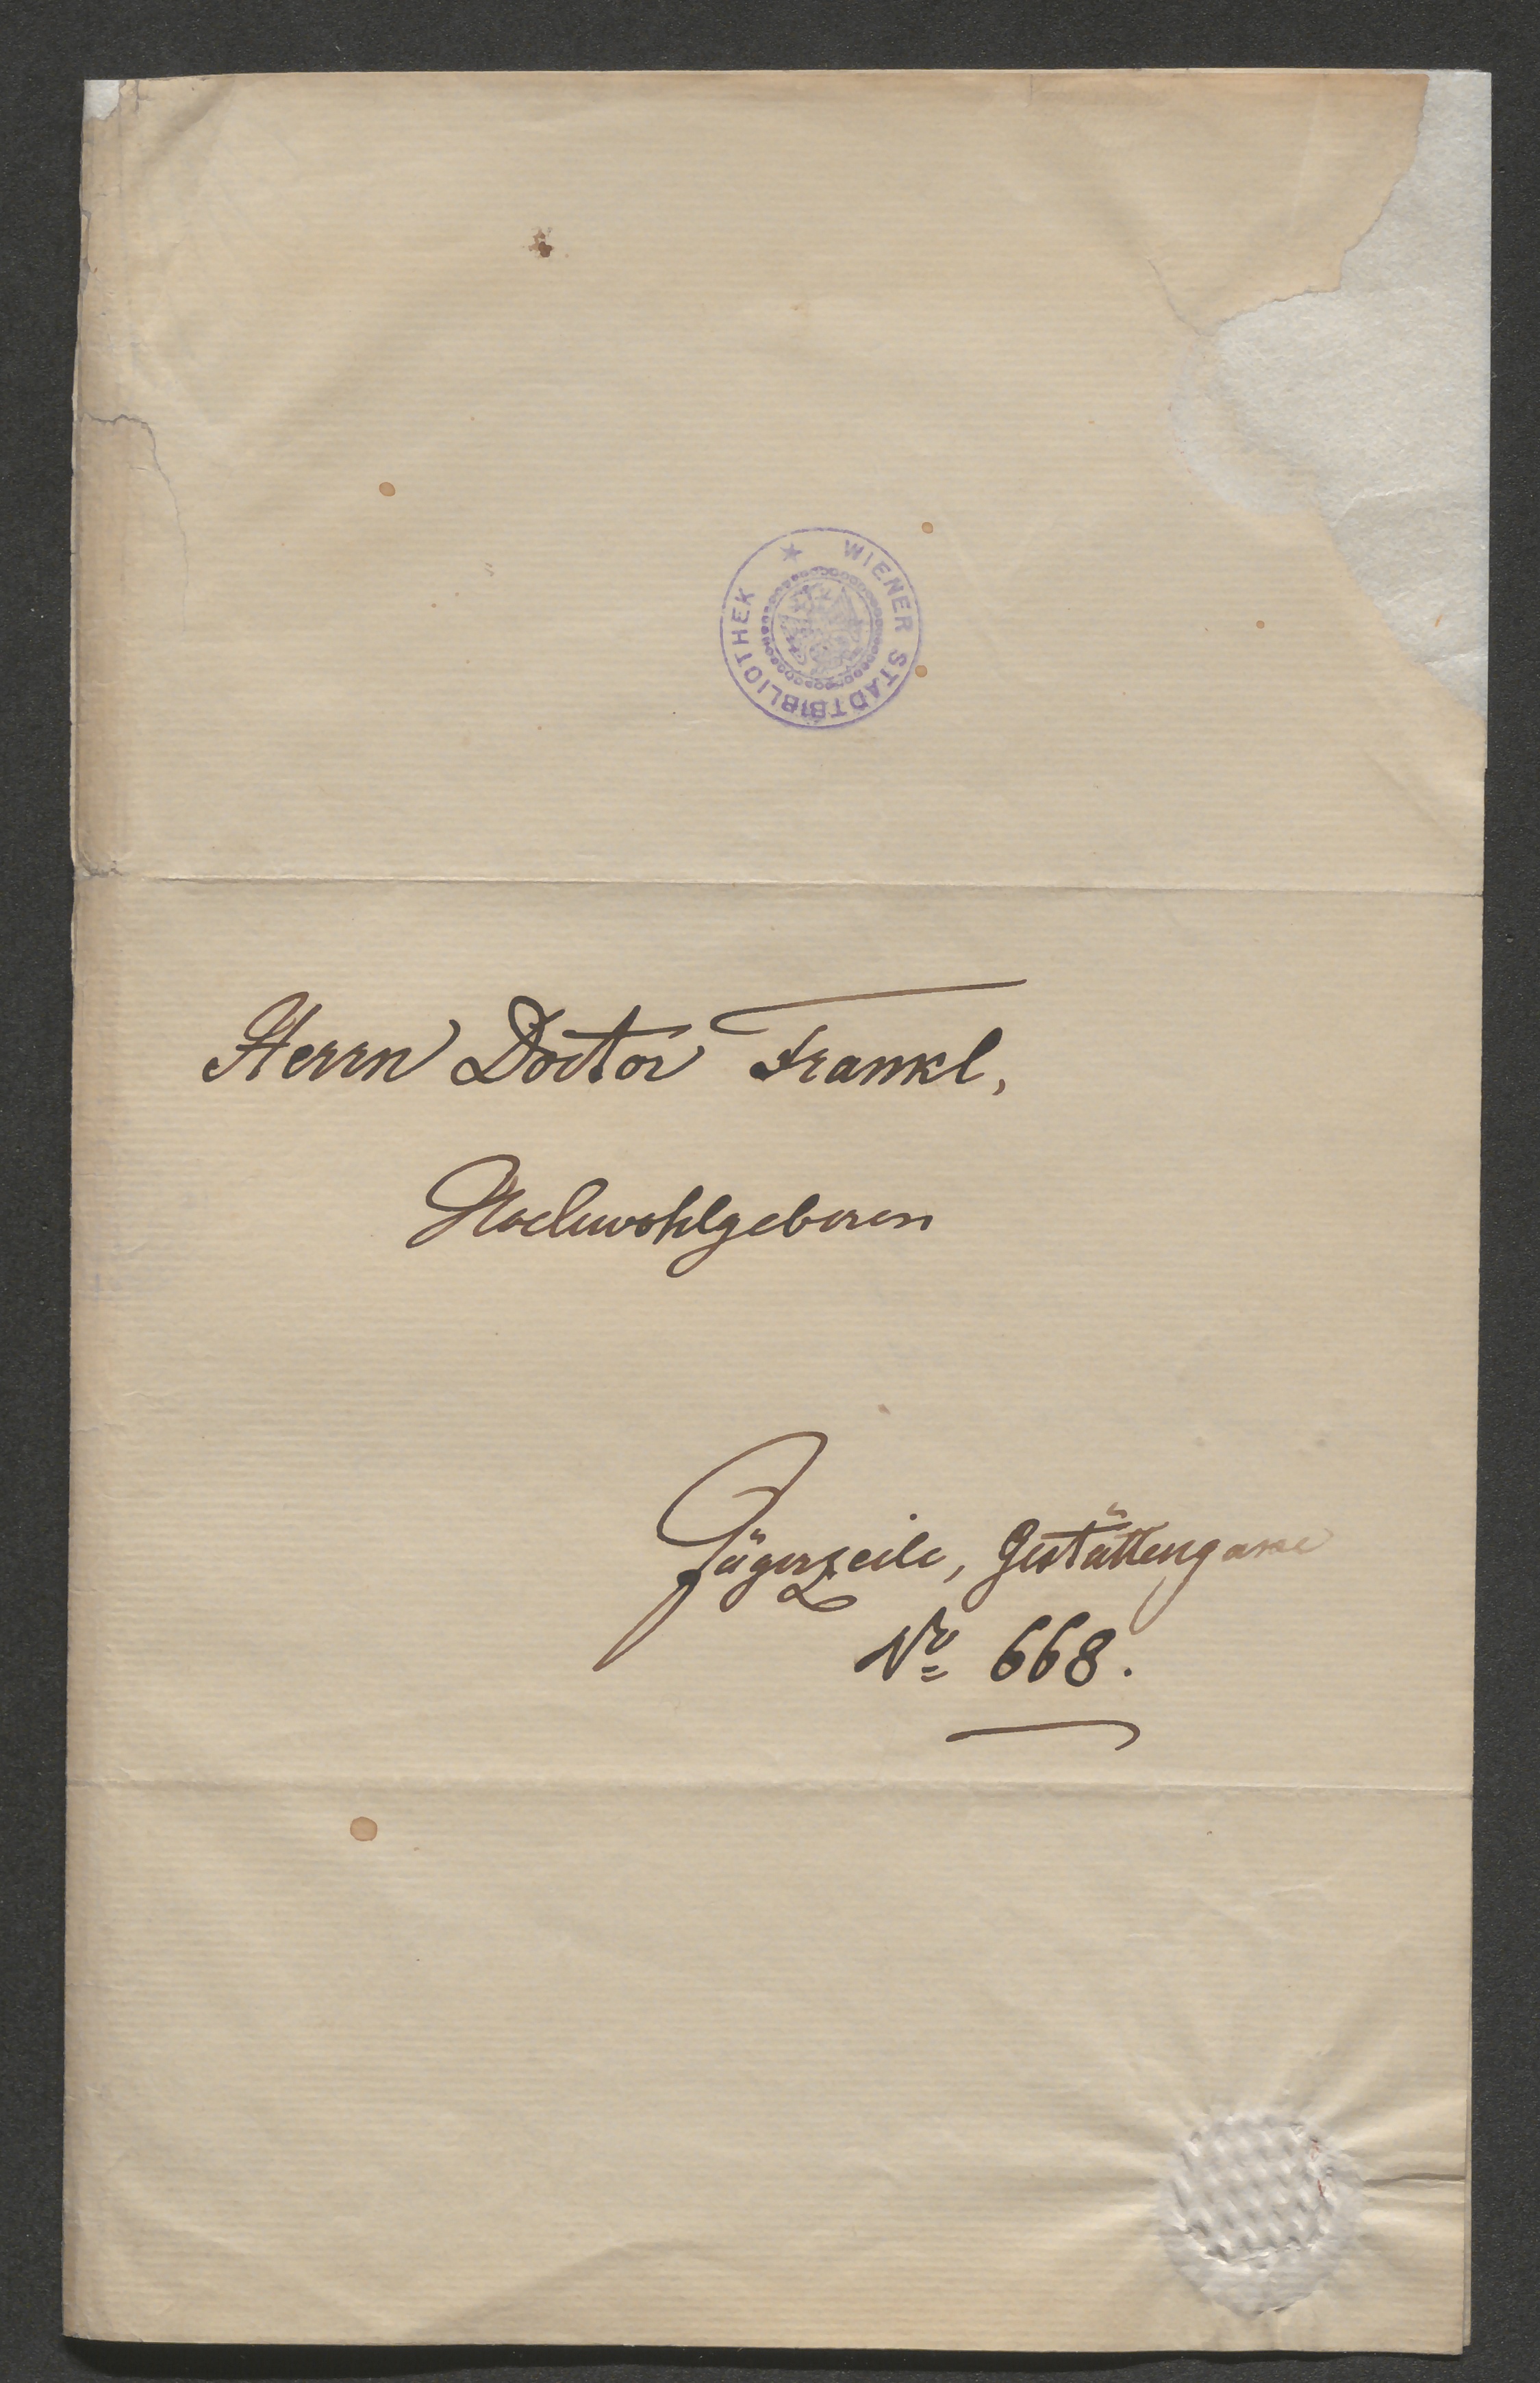 WIENER STADTBIBLIOTHEK
Herrn Doctor Frankl,
Hochwohlgeboren
Jägerzeile, Gestättengasse
No 668.